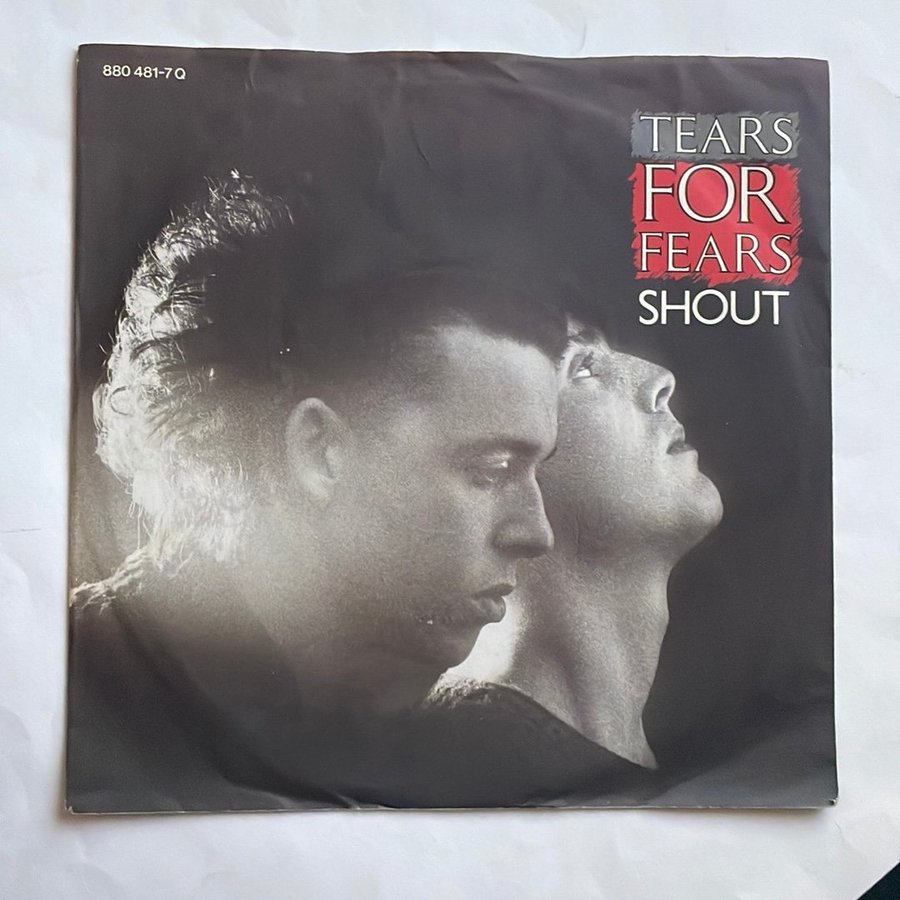 880 481-7 Q
TEARS
FOR
FEARS
SHOUT